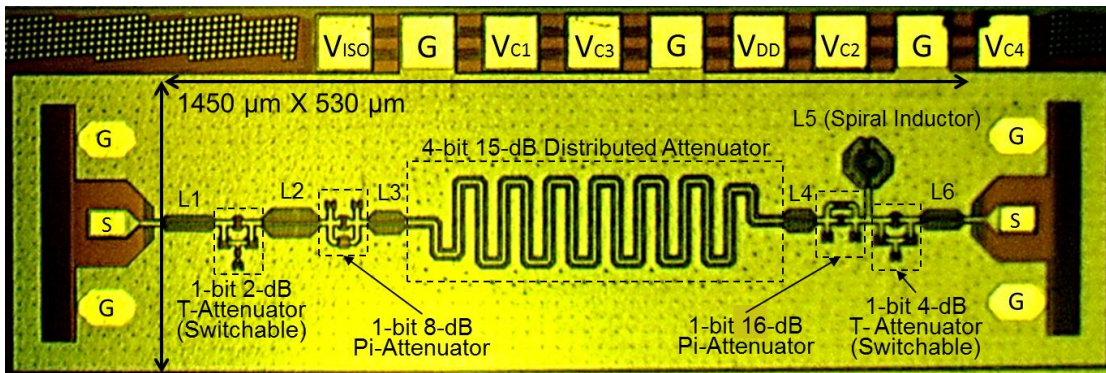 VISO G VC1 VC3 G VDD VC2 G VC4
1450 µm X 530 µm
L5 (Spiral Inductor)
G
G
4-bit 15-dB Distributed Attenuator
L1
L2
L3
L4
L6
S
S
G
G
1-bit 2-dB
T-Attenuator
(Switchable)
1-bit 8-dB
Pi-Attenuator
1-bit 16-dB
Pi-Attenuator
1-bit 4-dB
T- Attenuator
(Switchable)